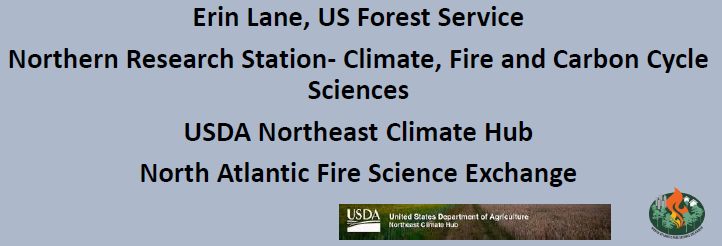 Erin Lane, US Forest Service
Northern Research Station- Climate, Fire and Carbon Cycle
Sciences
USDA Northeast Climate Hub
North Atlantic Fire Science Exchange
USDA
United States Department of Agriculture
Northeast Climate Hub